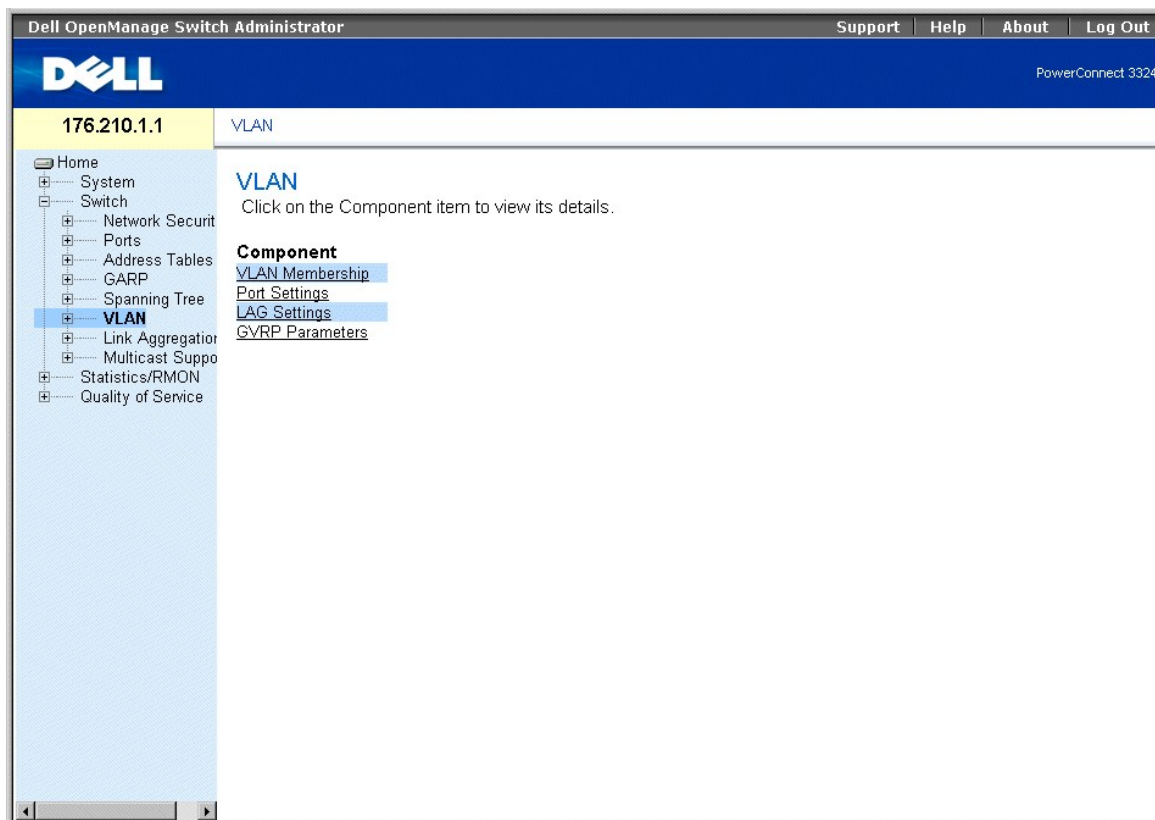 Dell OpenManage Switch Administrator
Support Help About Log Out
DELL
PowerConnect 3324
176.210.1.1
VLAN
Home
System
Switch
Network Securit
Ports
Address Tables
GARP
Spanning Tree
VLAN
Link Aggregation
Multicast Suppo
Statistics/RMON
Quality of Service
VLAN
Click on the Component item to view its details.
Component
VLAN Membership
Port Settings
LAG Settings
GVRP Parameters